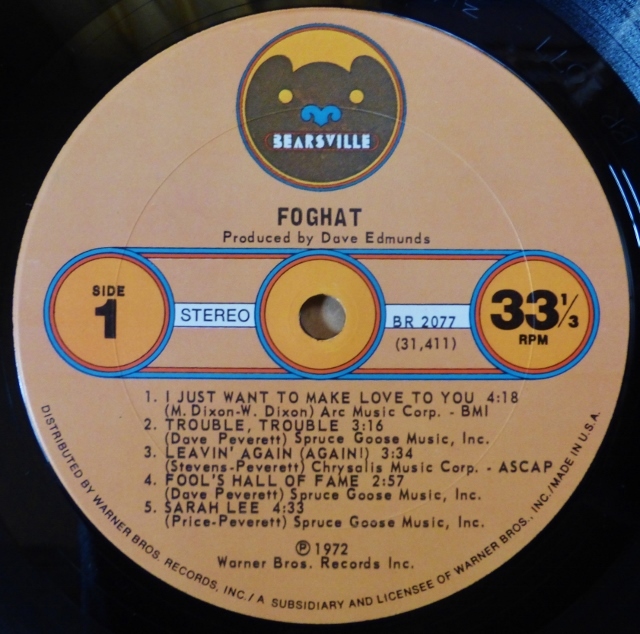 BEARSVILLE
FOGHAT
Produced by Dave Edmunds
SIDE
1
STEREO
BR 2077
(31,411)
33 1/3
RPM
1. I JUST WANT TO MAKE LOVE TO YOU 4:18
(M. Dixon-W. Dixon) Arc Music Corp. - BMI
2. TROUBLE, TROUBLE 3:16
(Dave Peverett) Spruce Goose Music, Inc.
3. LEAVIN' AGAIN (AGAIN!) 3:34
(Stevens-Peverett) Chrysalis Music Corp. - ASCAP
4. FOOL'S HALL OF FAME 2:57
(Dave Peverett) Spruce Goose Music, Inc.
5. SARAH LEE 4:33
(Price-Peverett) Spruce Goose Music, Inc.
℗ 1972
Warner Bros. Records Inc.
DISTRIBUTED BY WARNER BROS. RECORDS, INC./A SUBSIDIARY AND LICENSEE OF WARNER BROS., INC./MADE IN U.S.A.